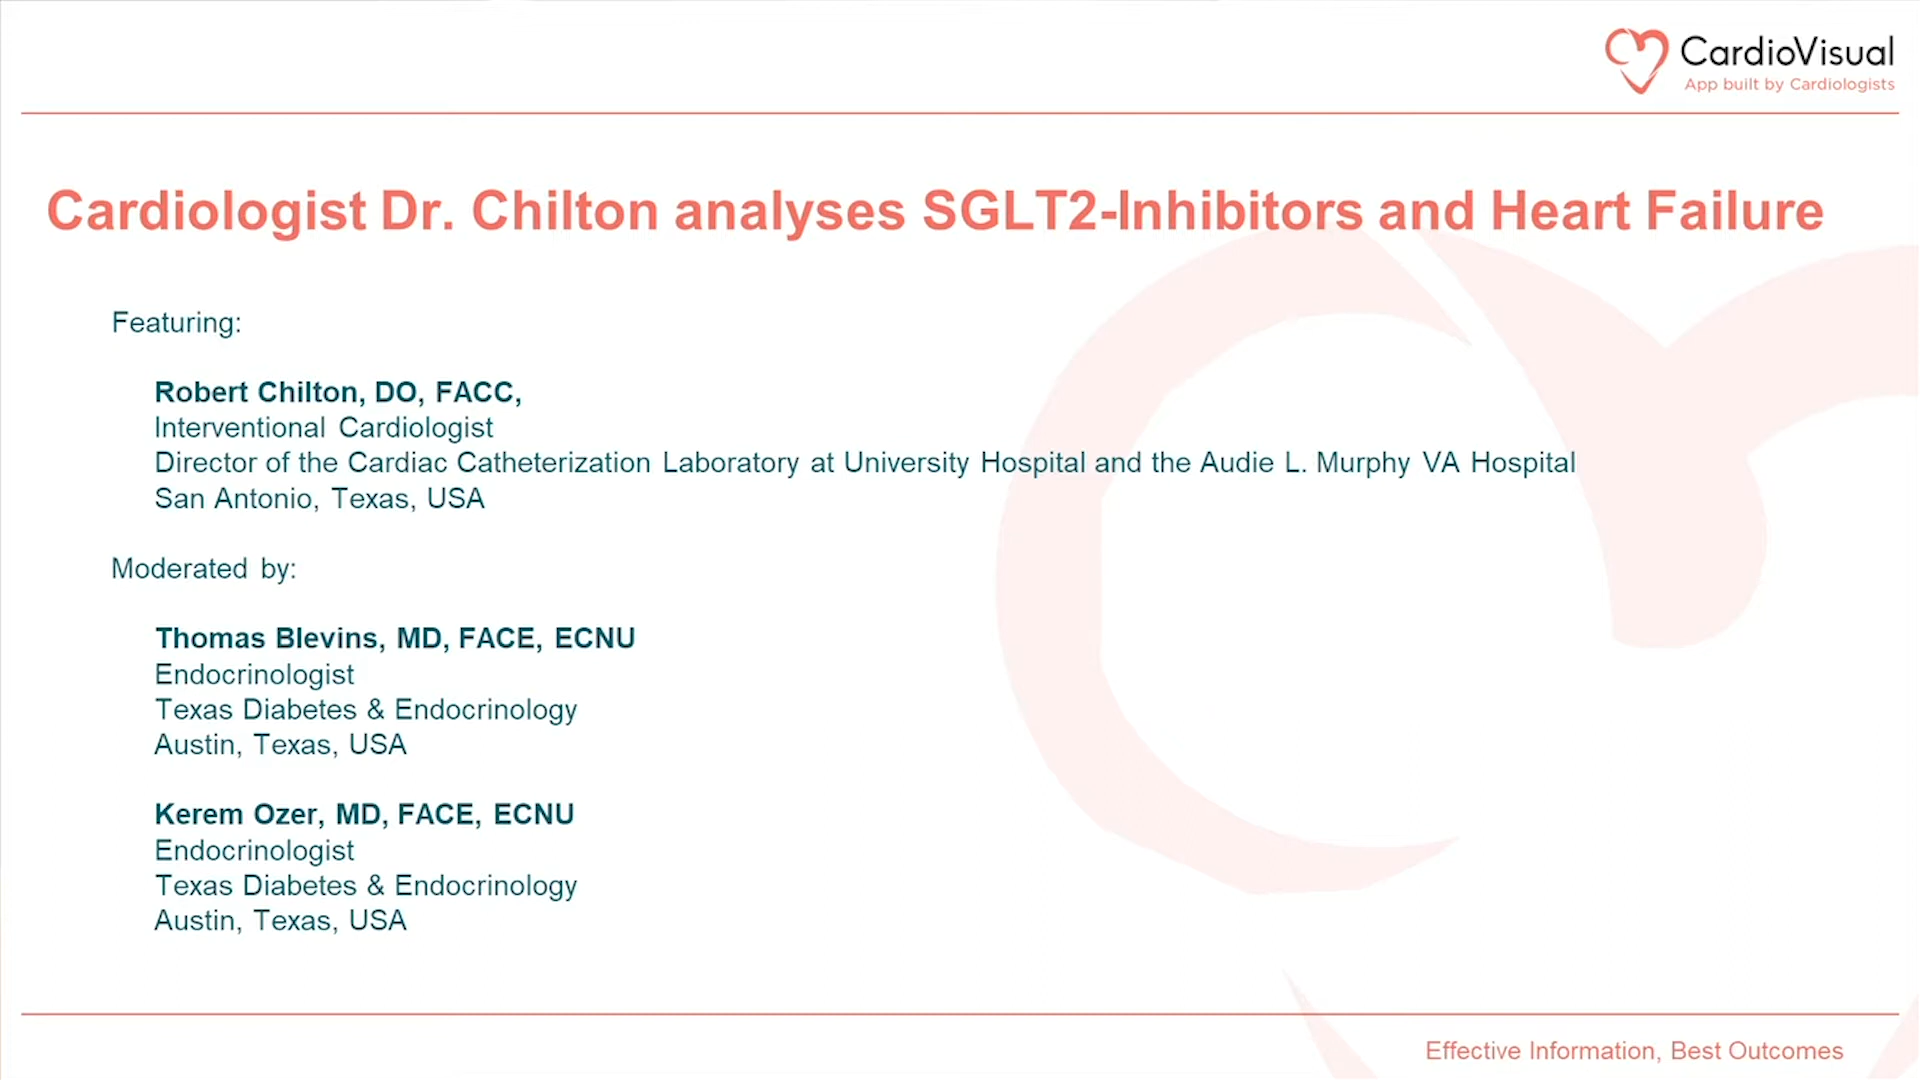 CardioVisual
App built by Cardiologists
Cardiologist Dr. Chilton analyses SGLT2-Inhibitors and Heart Failure
Featuring:
Robert Chilton, DO, FACC,
Interventional Cardiologist
Director of the Cardiac Catheterization Laboratory at University Hospital and the Audie L. Murphy VA Hospital
San Antonio, Texas, USA
Moderated by:
Thomas Blevins, MD, FACE, ECNU
Endocrinologist
Texas Diabetes & Endocrinology
Austin, Texas, USA
Kerem Ozer, MD, FACE, ECNU
Endocrinologist
Texas Diabetes & Endocrinology
Austin, Texas, USA
Effective Information, Best Outcomes